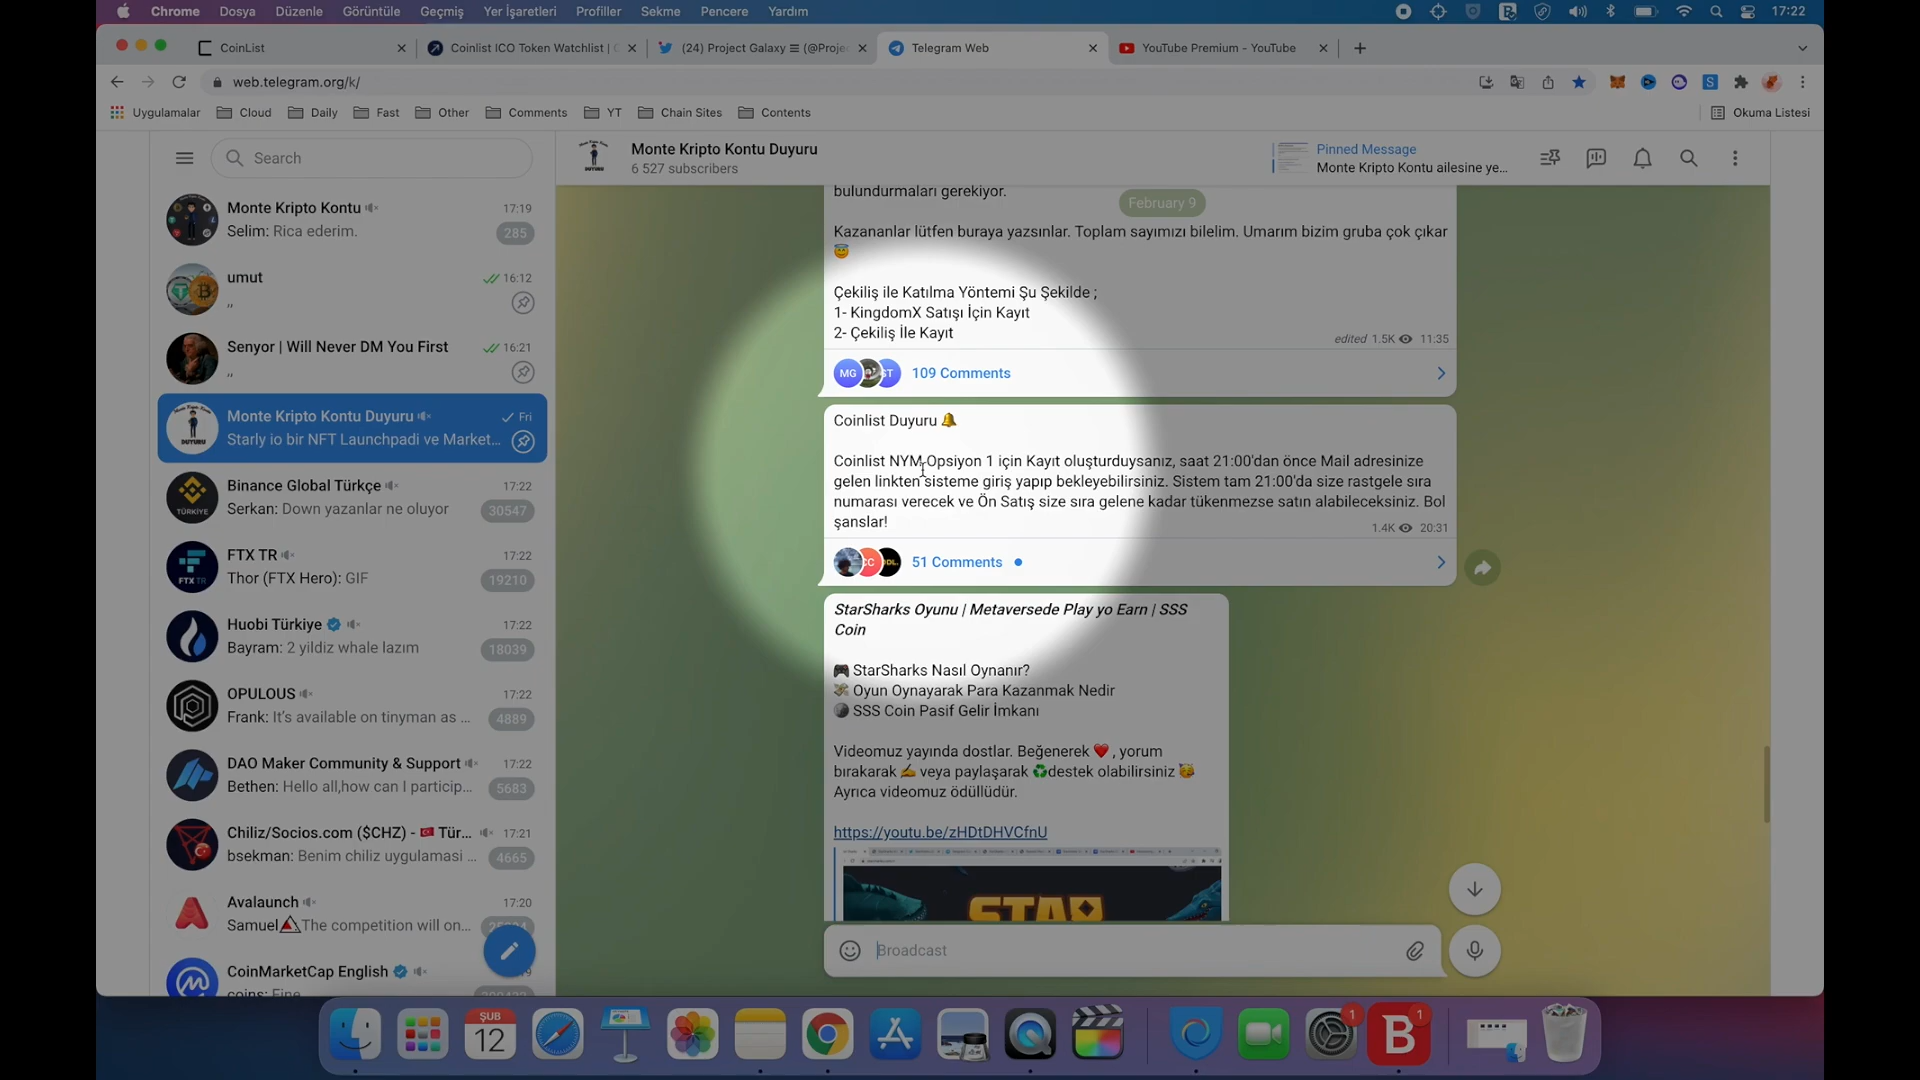 Chrome Dosya Düzenle Görüntüle Geçmiş Yer İşaretleri Profiller Sekme Pencere Yardım 17:22
CoinList
Coinlist ICO Token Watchlist |
(24) Project Galaxy (@Proje
Telegram Web
YouTube Premium - YouTube
web.telegram.org/k/
Uygulamalar Cloud Daily Fast Other Comments YT Chain Sites Contents Okuma Listesi
Search
Monte Kripto Kontu 17:19
Selim: Rica ederim. 285
umut 16:12
,,
Senyor | Will Never DM You First 16:21
,,
Monte Kripto Kontu Duyuru Fri
Starly io bir NFT Launchpadi ve Market...
DUYURU
Binance Global Türkçe 17:22
Serkan: Down yazanlar ne oluyor 30547
TÜRKİYE
FTX TR 17:22
Thor (FTX Hero): GIF 19210
FTX TR
Huobi Türkiye 17:22
Bayram: 2 yildiz whale lazım 18039
OPULOUS 17:22
Frank: It's available on tinyman as ... 4889
DAO Maker Community & Support 17:22
Bethen: Hello all,how can I particip... 5683
Chiliz/Socios.com ($CHZ) - 🇹🇷 Tür... 17:21
bsekman: Benim chiliz uygulamasi ... 4665
Avalaunch 17:20
Samuel The competition will on...
CoinMarketCap English
coins: Fine
Monte Kripto Kontu Duyuru
6 527 subscribers
Pinned Message
Monte Kripto Kontu ailesine ye...
bulundurmaları gerekiyor.
February 9
Kazananlar lütfen buraya yazsınlar. Toplam sayımızı bilelim. Umarım bizim gruba çok çıkar
😇
Çekiliş ile Katılma Yöntemi Şu Şekilde ;
1- KingdomX Satışı İçin Kayıt
2- Çekiliş İle Kayıt
edited 1.5K 11:35
MG ST 109 Comments
Coinlist Duyuru 🔔
Coinlist NYM Opsiyon 1 için Kayıt oluşturduysanız, saat 21:00'dan önce Mail adresinize
gelen linkten sisteme giriş yapıp bekleyebilirsiniz. Sistem tam 21:00'da size rastgele sıra
numarası verecek ve Ön Satış size sıra gelene kadar tükenmezse satın alabileceksiniz. Bol
şanslar!
1.4K 20:31
51 Comments
StarSharks Oyunu | Metaversede Play yo Earn | SSS
Coin
🎮 StarSharks Nasıl Oynanır?
💸 Oyun Oynayarak Para Kazanmak Nedir
🪙 SSS Coin Pasif Gelir İmkanı
Videomuz yayında dostlar. Beğenerek ❤️ , yorum
bırakarak ✍️ veya paylaşarak ♻️destek olabilirsiniz 🥳
Ayrıca videomuz ödüllüdür.
https://youtu.be/zHDtDHVCfnU
STAR
Broadcast
ŞUB
12
1
1